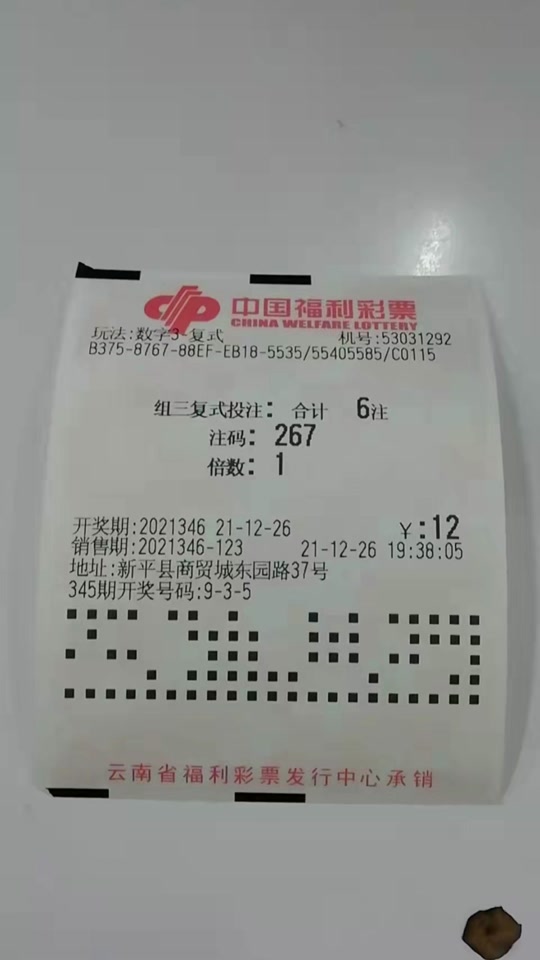 中国福利彩票
CHINA WELFARE LOTTERY
玩法:数字3-复式 机号:53031292
B375-8767-88EF-EB18-5535/55405585/C0115
组三复式投注: 合计 6注
注码: 267
倍数: 1
开奖期:2021346 21-12-26 ¥:12
销售期:2021346-123 21-12-26 19:38:05
地址:新平县商贸城东园路37号
345期开奖号码:9-3-5
云南省福利彩票发行中心承销